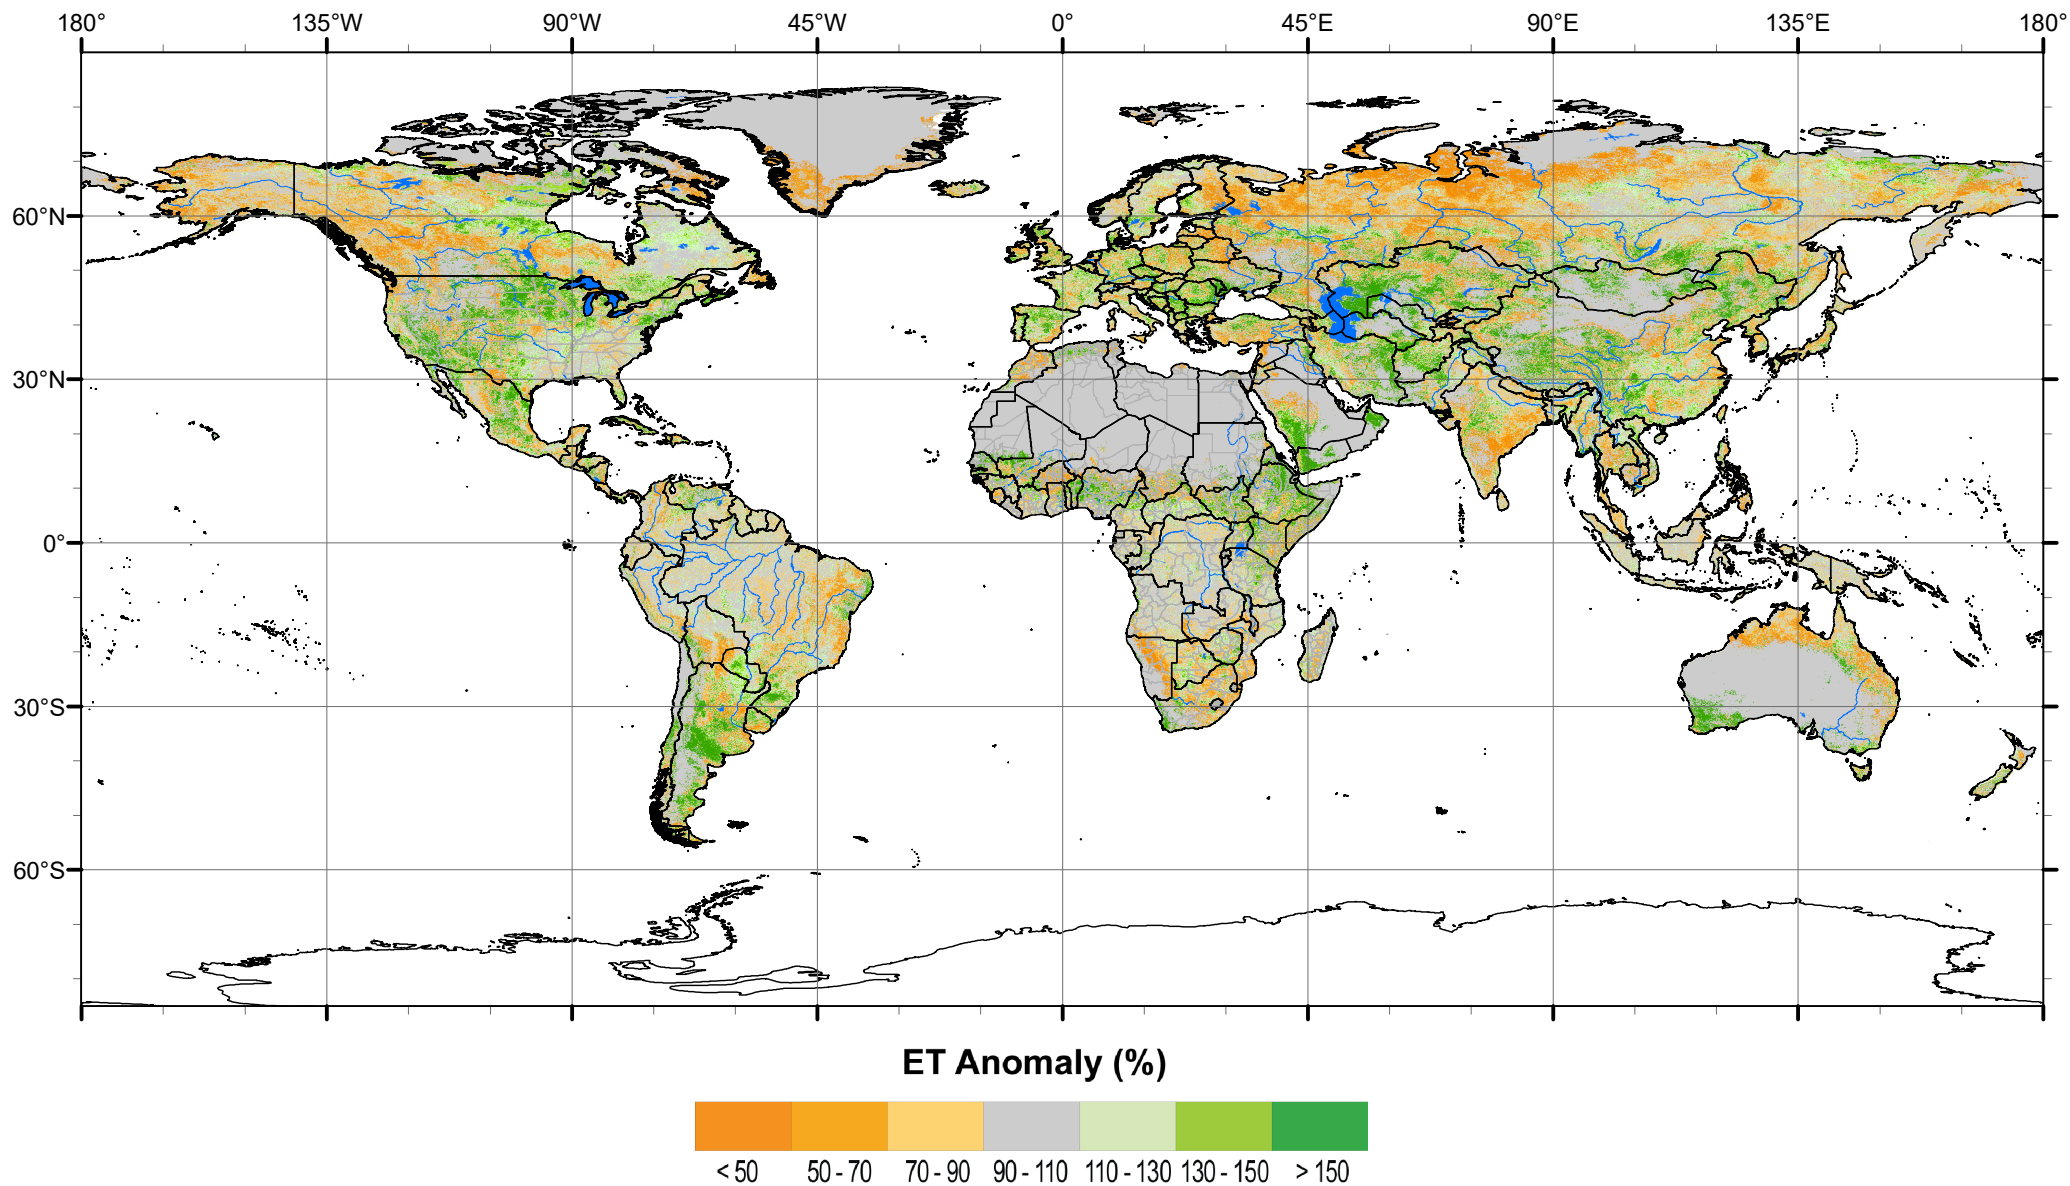 180° 135°W 90°W 45°W 0° 45°E 90°E 135°E 180°
60°N
30°N
0°
30°S
60°S
ET Anomaly (%)
< 50 50 - 70 70 - 90 90 - 110 110 - 130 130 - 150 > 150